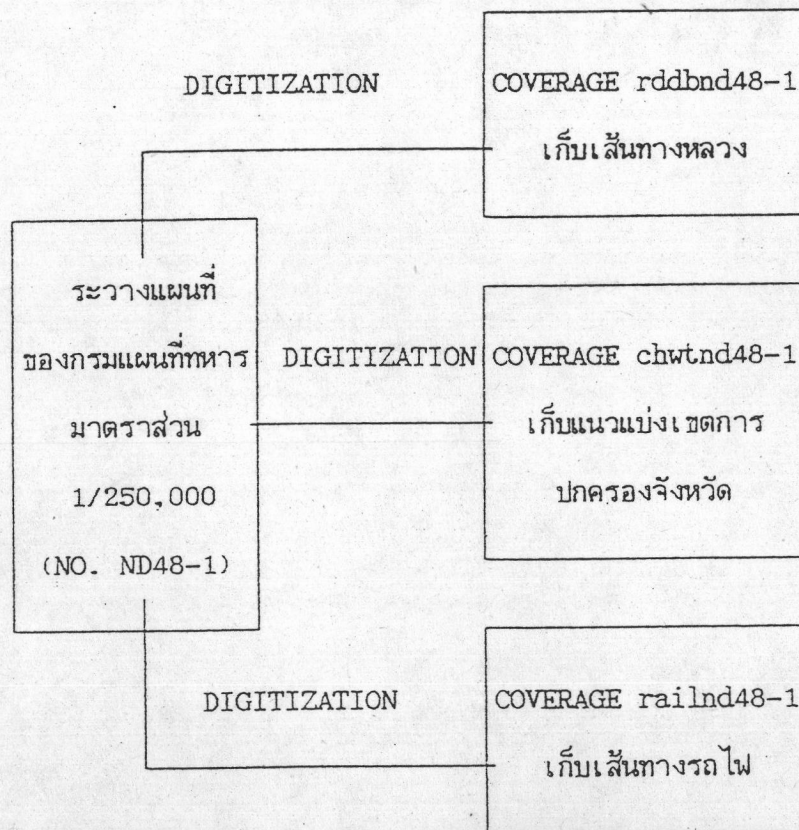 DIGITIZATION
COVERAGE rddbnd48-1
เก็บเส้นทางหลวง
ระวางแผนที่
ของกรมแผนที่ทหาร
มาตราส่วน
1/250,000
(NO. ND48-1)
DIGITIZATION
COVERAGE chwtnd48-1
เก็บแนวแบ่งเขตการ
ปกครองจังหวัด
DIGITIZATION
COVERAGE railnd48-1
เก็บเส้นทางรถไฟ